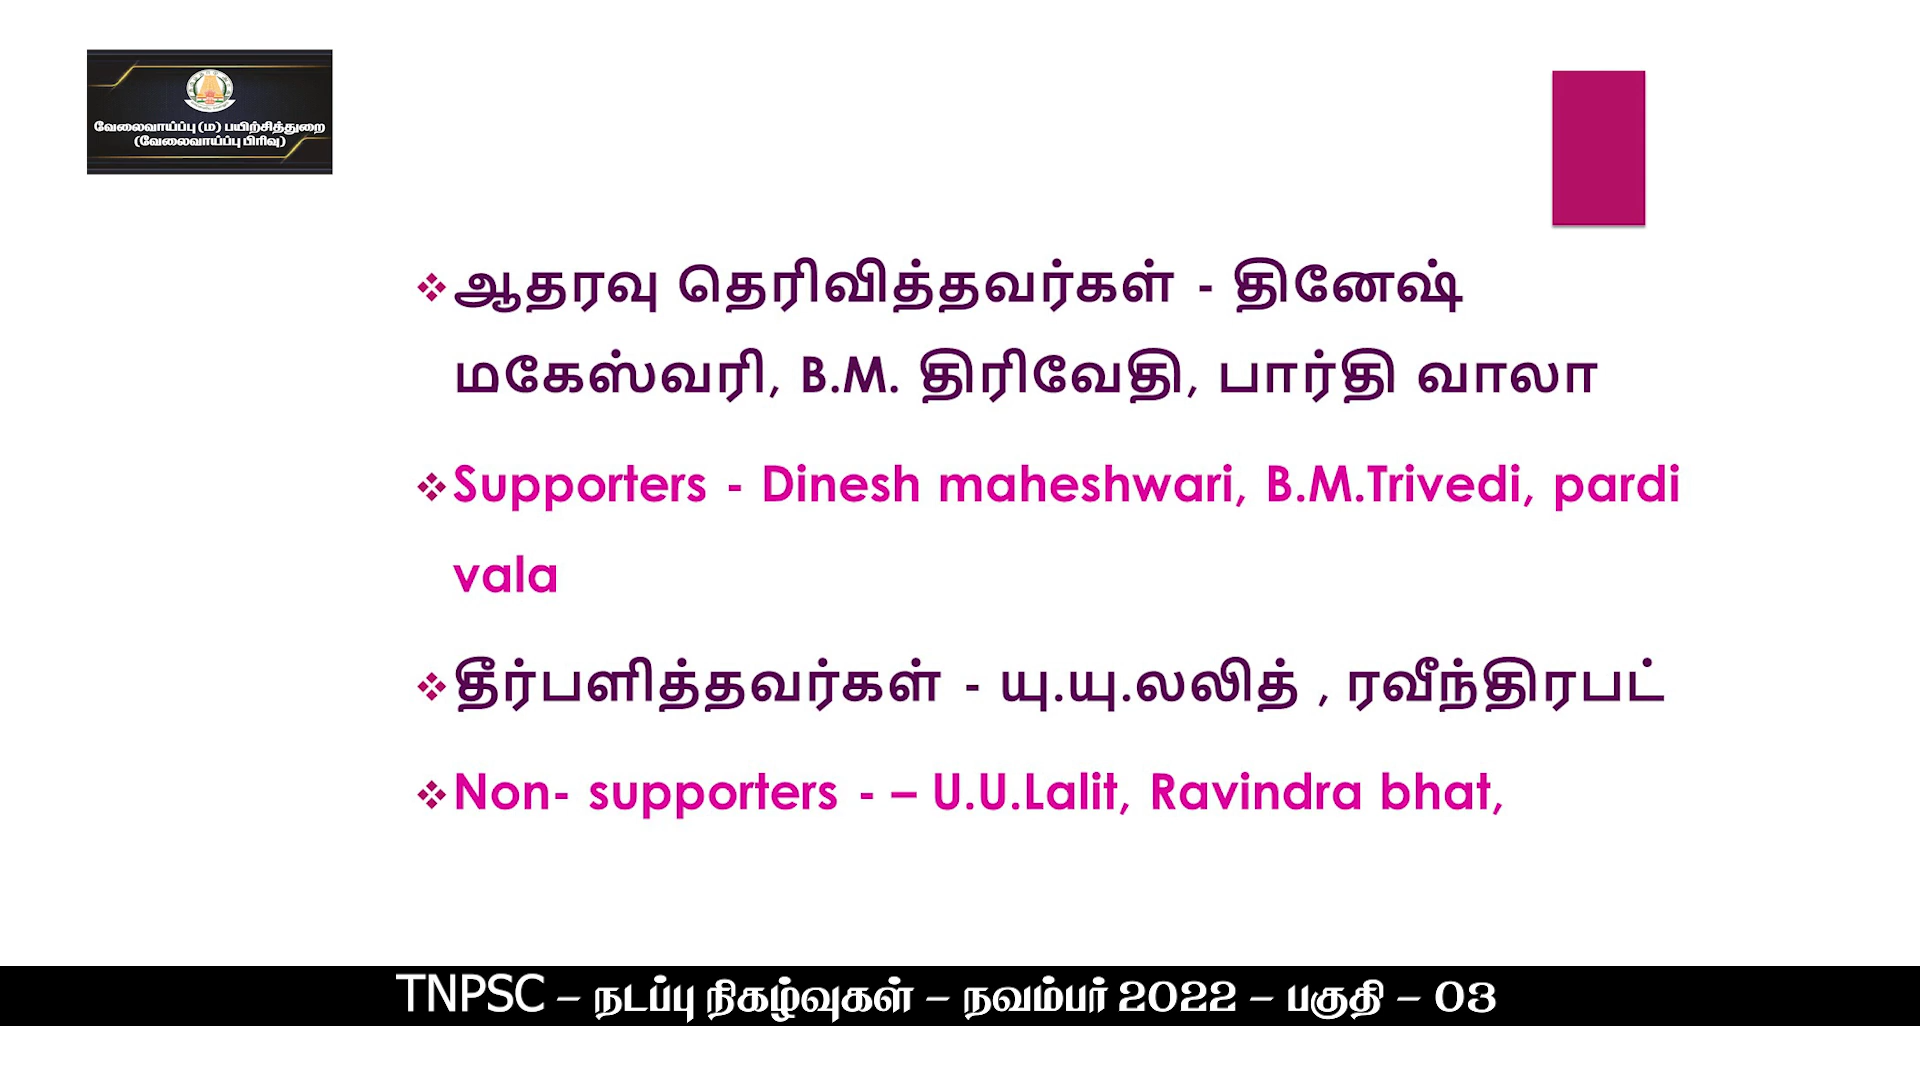 வேலைவாய்ப்பு (ம) பயிற்சித்துறை
(வேலைவாய்ப்பு பிரிவு)
ஆதரவு தெரிவித்தவர்கள் - தினேஷ்
மகேஸ்வரி, B.M. திரிவேதி, பார்தி வாலா
Supporters - Dinesh maheshwari, B.M.Trivedi, pardi
vala
தீர்பளித்தவர்கள் - யு.யு.லலித் , ரவீந்திரபட்
Non- supporters - – U.U.Lalit, Ravindra bhat,
TNPSC – நடப்பு நிகழ்வுகள் – நவம்பர் 2022 – பகுதி – 03